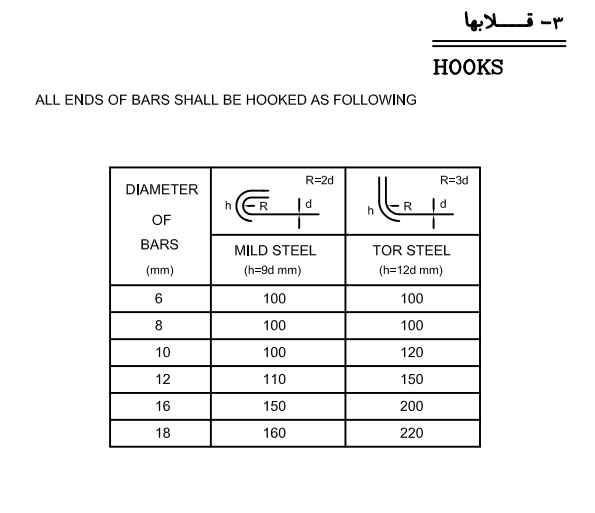 ۳- قـلابها
HOOKS
ALL ENDS OF BARS SHALL BE HOOKED AS FOLLOWING
DIAMETER
OF
BARS
(mm)
R=2d
h R d
R=3d
h R d
MILD STEEL
(h=9d mm)
TOR STEEL
(h=12d mm)
6 100 100
8 100 100
10 100 120
12 110 150
16 150 200
18 160 220